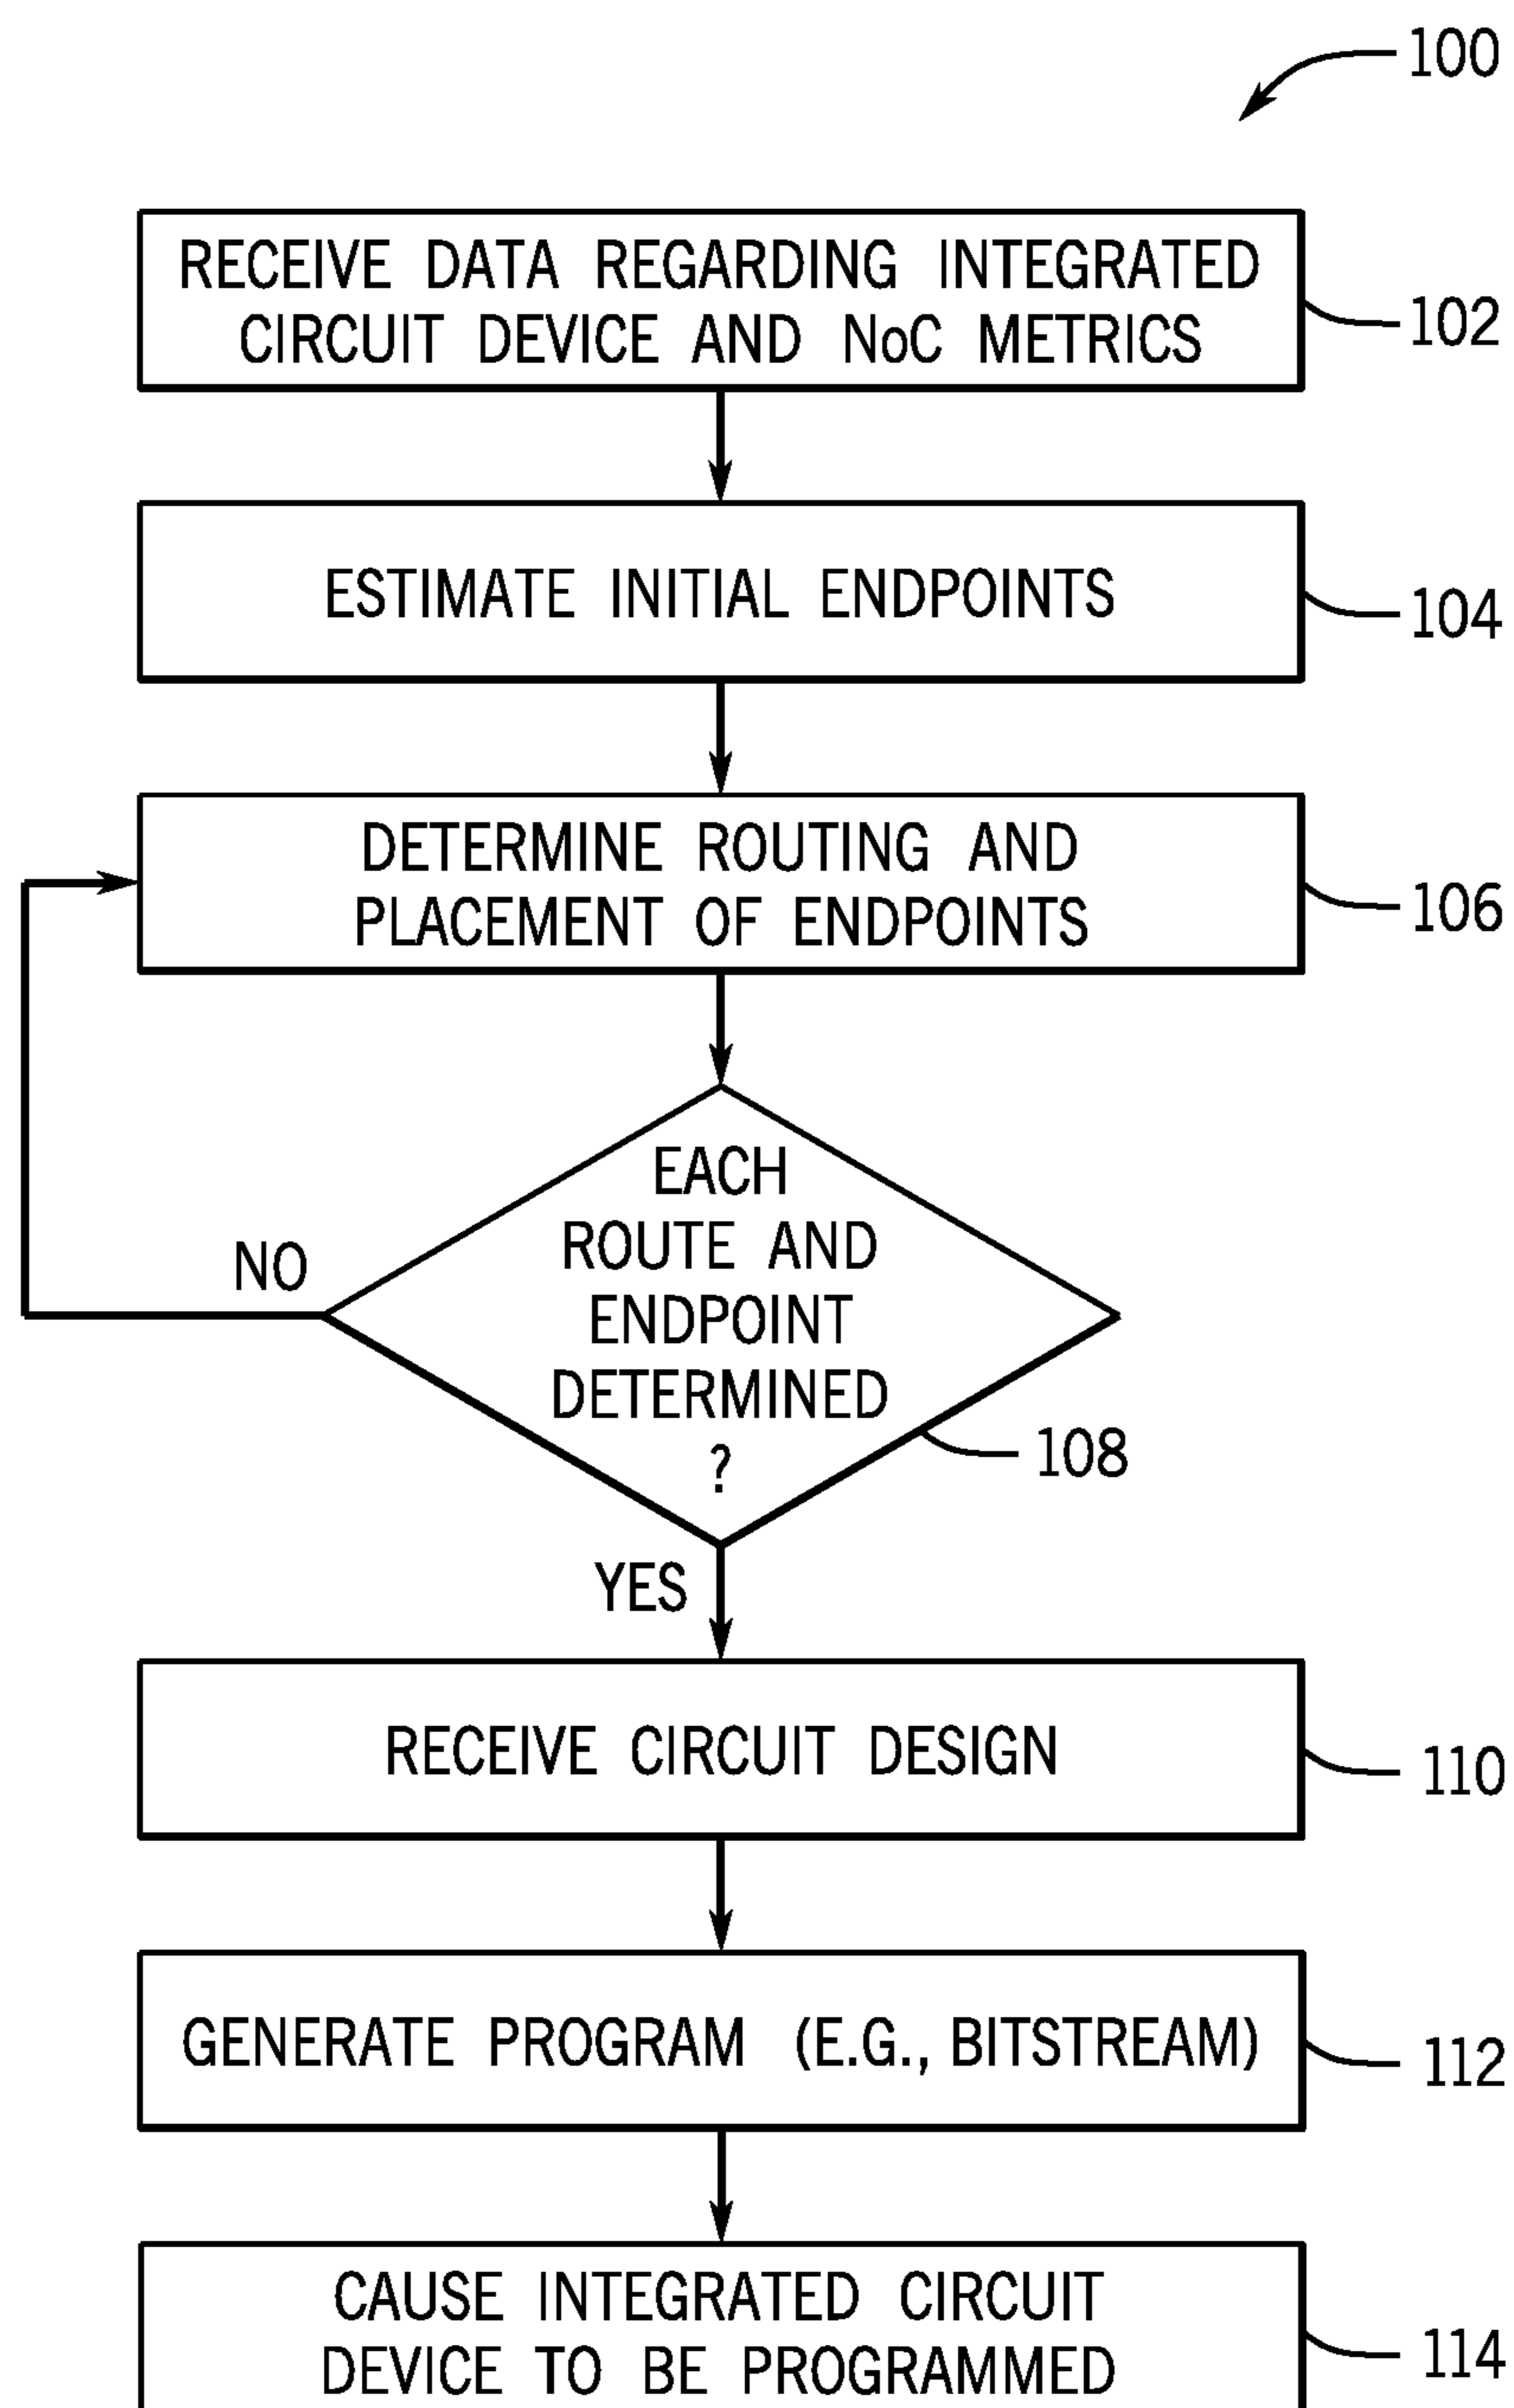 100
RECEIVE DATA REGARDING INTEGRATED
CIRCUIT DEVICE AND NoC METRICS
102
ESTIMATE INITIAL ENDPOINTS
104
DETERMINE ROUTING AND
PLACEMENT OF ENDPOINTS
106
EACH
ROUTE AND
ENDPOINT
DETERMINED
?
NO
108
YES
RECEIVE CIRCUIT DESIGN
110
GENERATE PROGRAM (E.G., BITSTREAM)
112
CAUSE INTEGRATED CIRCUIT
DEVICE TO BE PROGRAMMED
114